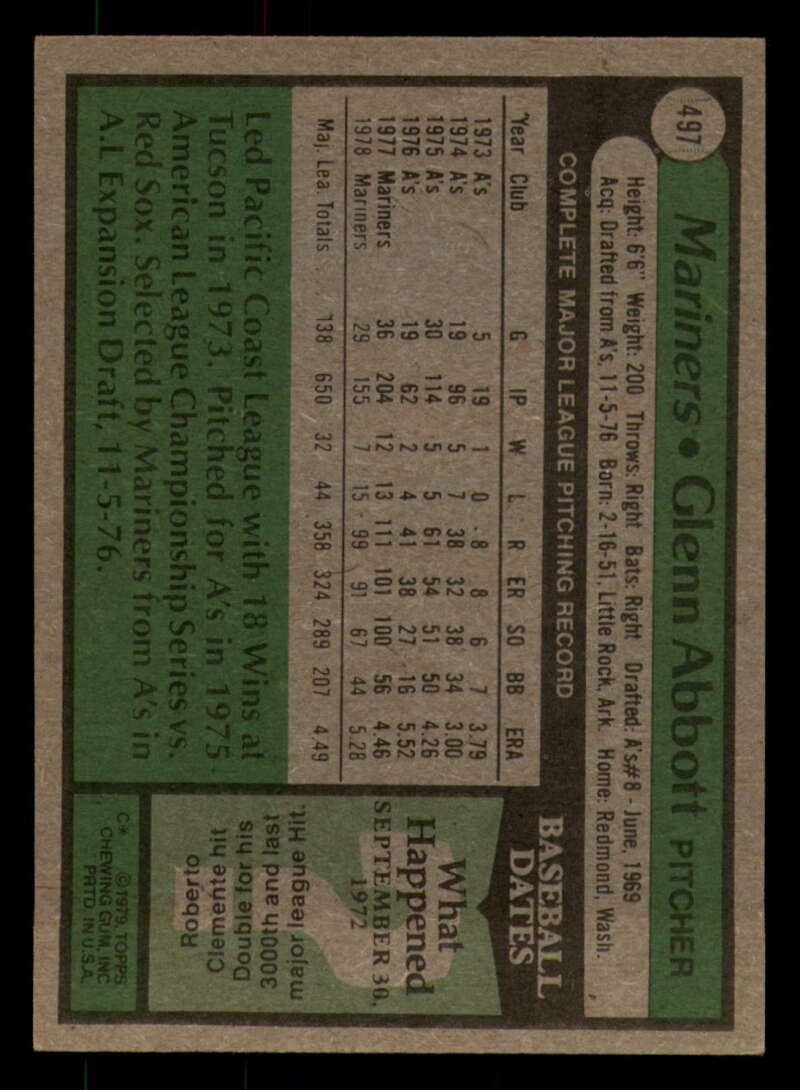 497
Mariners • Glenn Abbott PITCHER
Height: 6'6" Weight: 200 Throws: Right Bats: Right Drafted: A's#8 - June, 1969
Acq: Drafted from A's, 11-5-76 Born: 2-16-51, Little Rock, Ark. Home: Redmond, Wash.
COMPLETE MAJOR LEAGUE PITCHING RECORD
Year Club G IP W L R ER SO BB ERA
1973 A's 5 19 1 0 8 8 6 7 3.79
1974 A's 19 96 5 7 38 32 38 34 3.00
1975 A's 30 114 5 5 61 54 51 50 4.26
1976 A's 19 62 2 4 41 38 27 16 5.52
1977 Mariners 36 204 12 13 111 101 100 56 4.46
1978 Mariners 29 155 7 15 99 91 67 44 5.28
Maj. Lea. Totals 138 650 32 44 358 324 289 207 4.49
Led Pacific Coast League with 18 Wins at
Tucson in 1973. Pitched for A's in 1975
American League Championship Series vs.
Red Sox. Selected by Mariners from A's in
A.L. Expansion Draft, 11-5-76.
BASEBALL
DATES
What
Happened
SEPTEMBER 30,
1972
Roberto
Clemente hit
Double for his
3000th and last
major league Hit.
C* ©1979, TOPPS
CHEWING GUM, INC
PRTD. IN U.S.A.